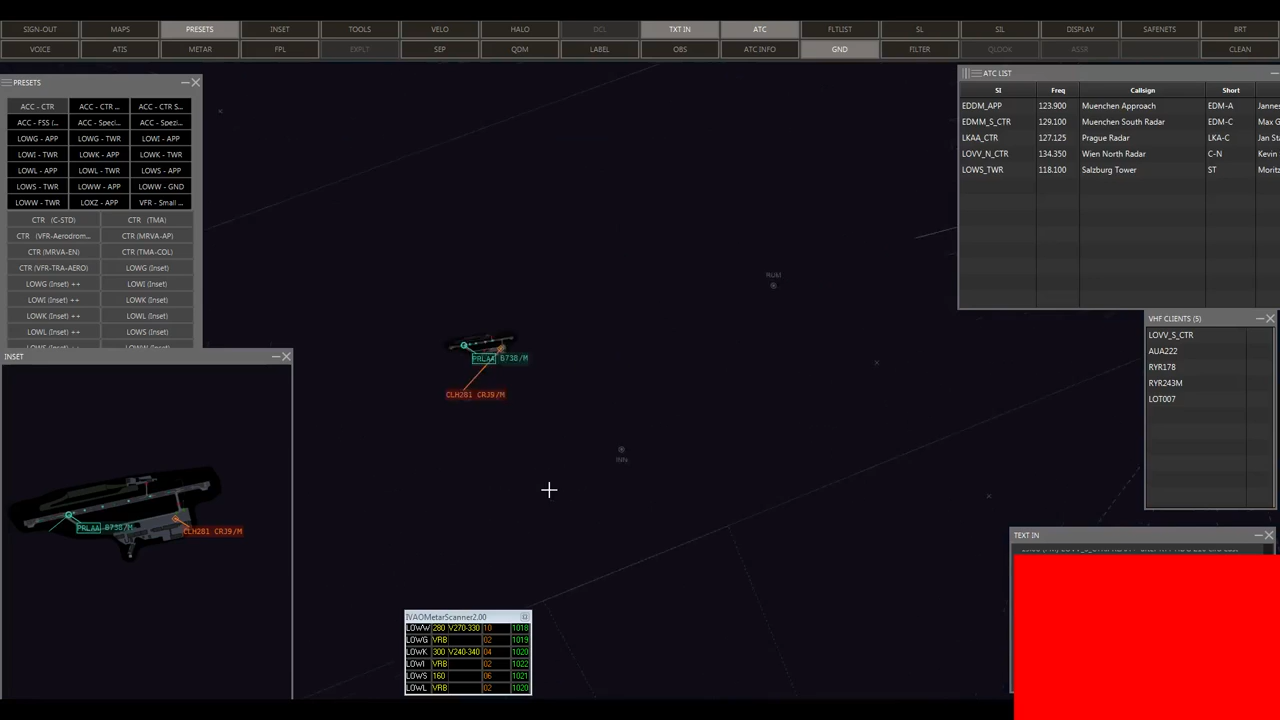 SIGN-OUT MAPS PRESETS INSET TOOLS VELO HALO DCL TXT IN ATC FLTLIST SL SIL DISPLAY SAFENETS BRT
VOICE ATIS METAR FPL EXPLT SEP QDM LABEL OBS ATC INFO GND FILTER QLOOK ASSR CLEAN
PRESETS
ACC - CTR ACC - CTR ... ACC - CTR S...
ACC - FSS (... ACC - Speci... ACC - Spezi...
LOWG - APP LOWG - TWR LOWI - APP
LOWI - TWR LOWK - APP LOWK - TWR
LOWL - APP LOWL - TWR LOWS - APP
LOWS - TWR LOWW - APP LOWW - GND
LOWW - TWR LOXZ - APP VFR - Small ...
CTR (C-STD) CTR (TMA)
CTR (VFR-Aerodrom... CTR (MRVA-AP)
CTR (MRVA-EN) CTR (TMA-COL)
CTR (VFR-TRA-AERO) LOWG (Inset)
LOWG (Inset) ++ LOWI (Inset)
LOWI (Inset) ++ LOWK (Inset)
LOWK (Inset) ++ LOWL (Inset)
LOWL (Inset) ++ LOWS (Inset)
INSET
PRLAA B738/M
CLH281 CRJ9/M
RUM
PRLAA B738/M
CLH281 CRJ9/M
INN
IVAOMetarScanner2.00
LOWW 280 V270-330 10 1018
LOWG VRB 02 1019
LOWK 300 V240-340 04 1020
LOWI VRB 02 1022
LOWS 160 06 1021
LOWL VRB 02 1020
ATC LIST
SI Freq Callsign Short
EDDM_APP 123.900 Muenchen Approach EDM-A Jannes
EDMM_S_CTR 129.100 Muenchen South Radar EDM-C Max G
LKAA_CTR 127.125 Prague Radar LKA-C Jan Sta
LOVV_N_CTR 134.350 Wien North Radar C-N Kevin
LOWS_TWR 118.100 Salzburg Tower ST Moritz
VHF CLIENTS (5)
LOVV_S_CTR
AUA222
RYR178
RYR243M
LOT007
TEXT IN